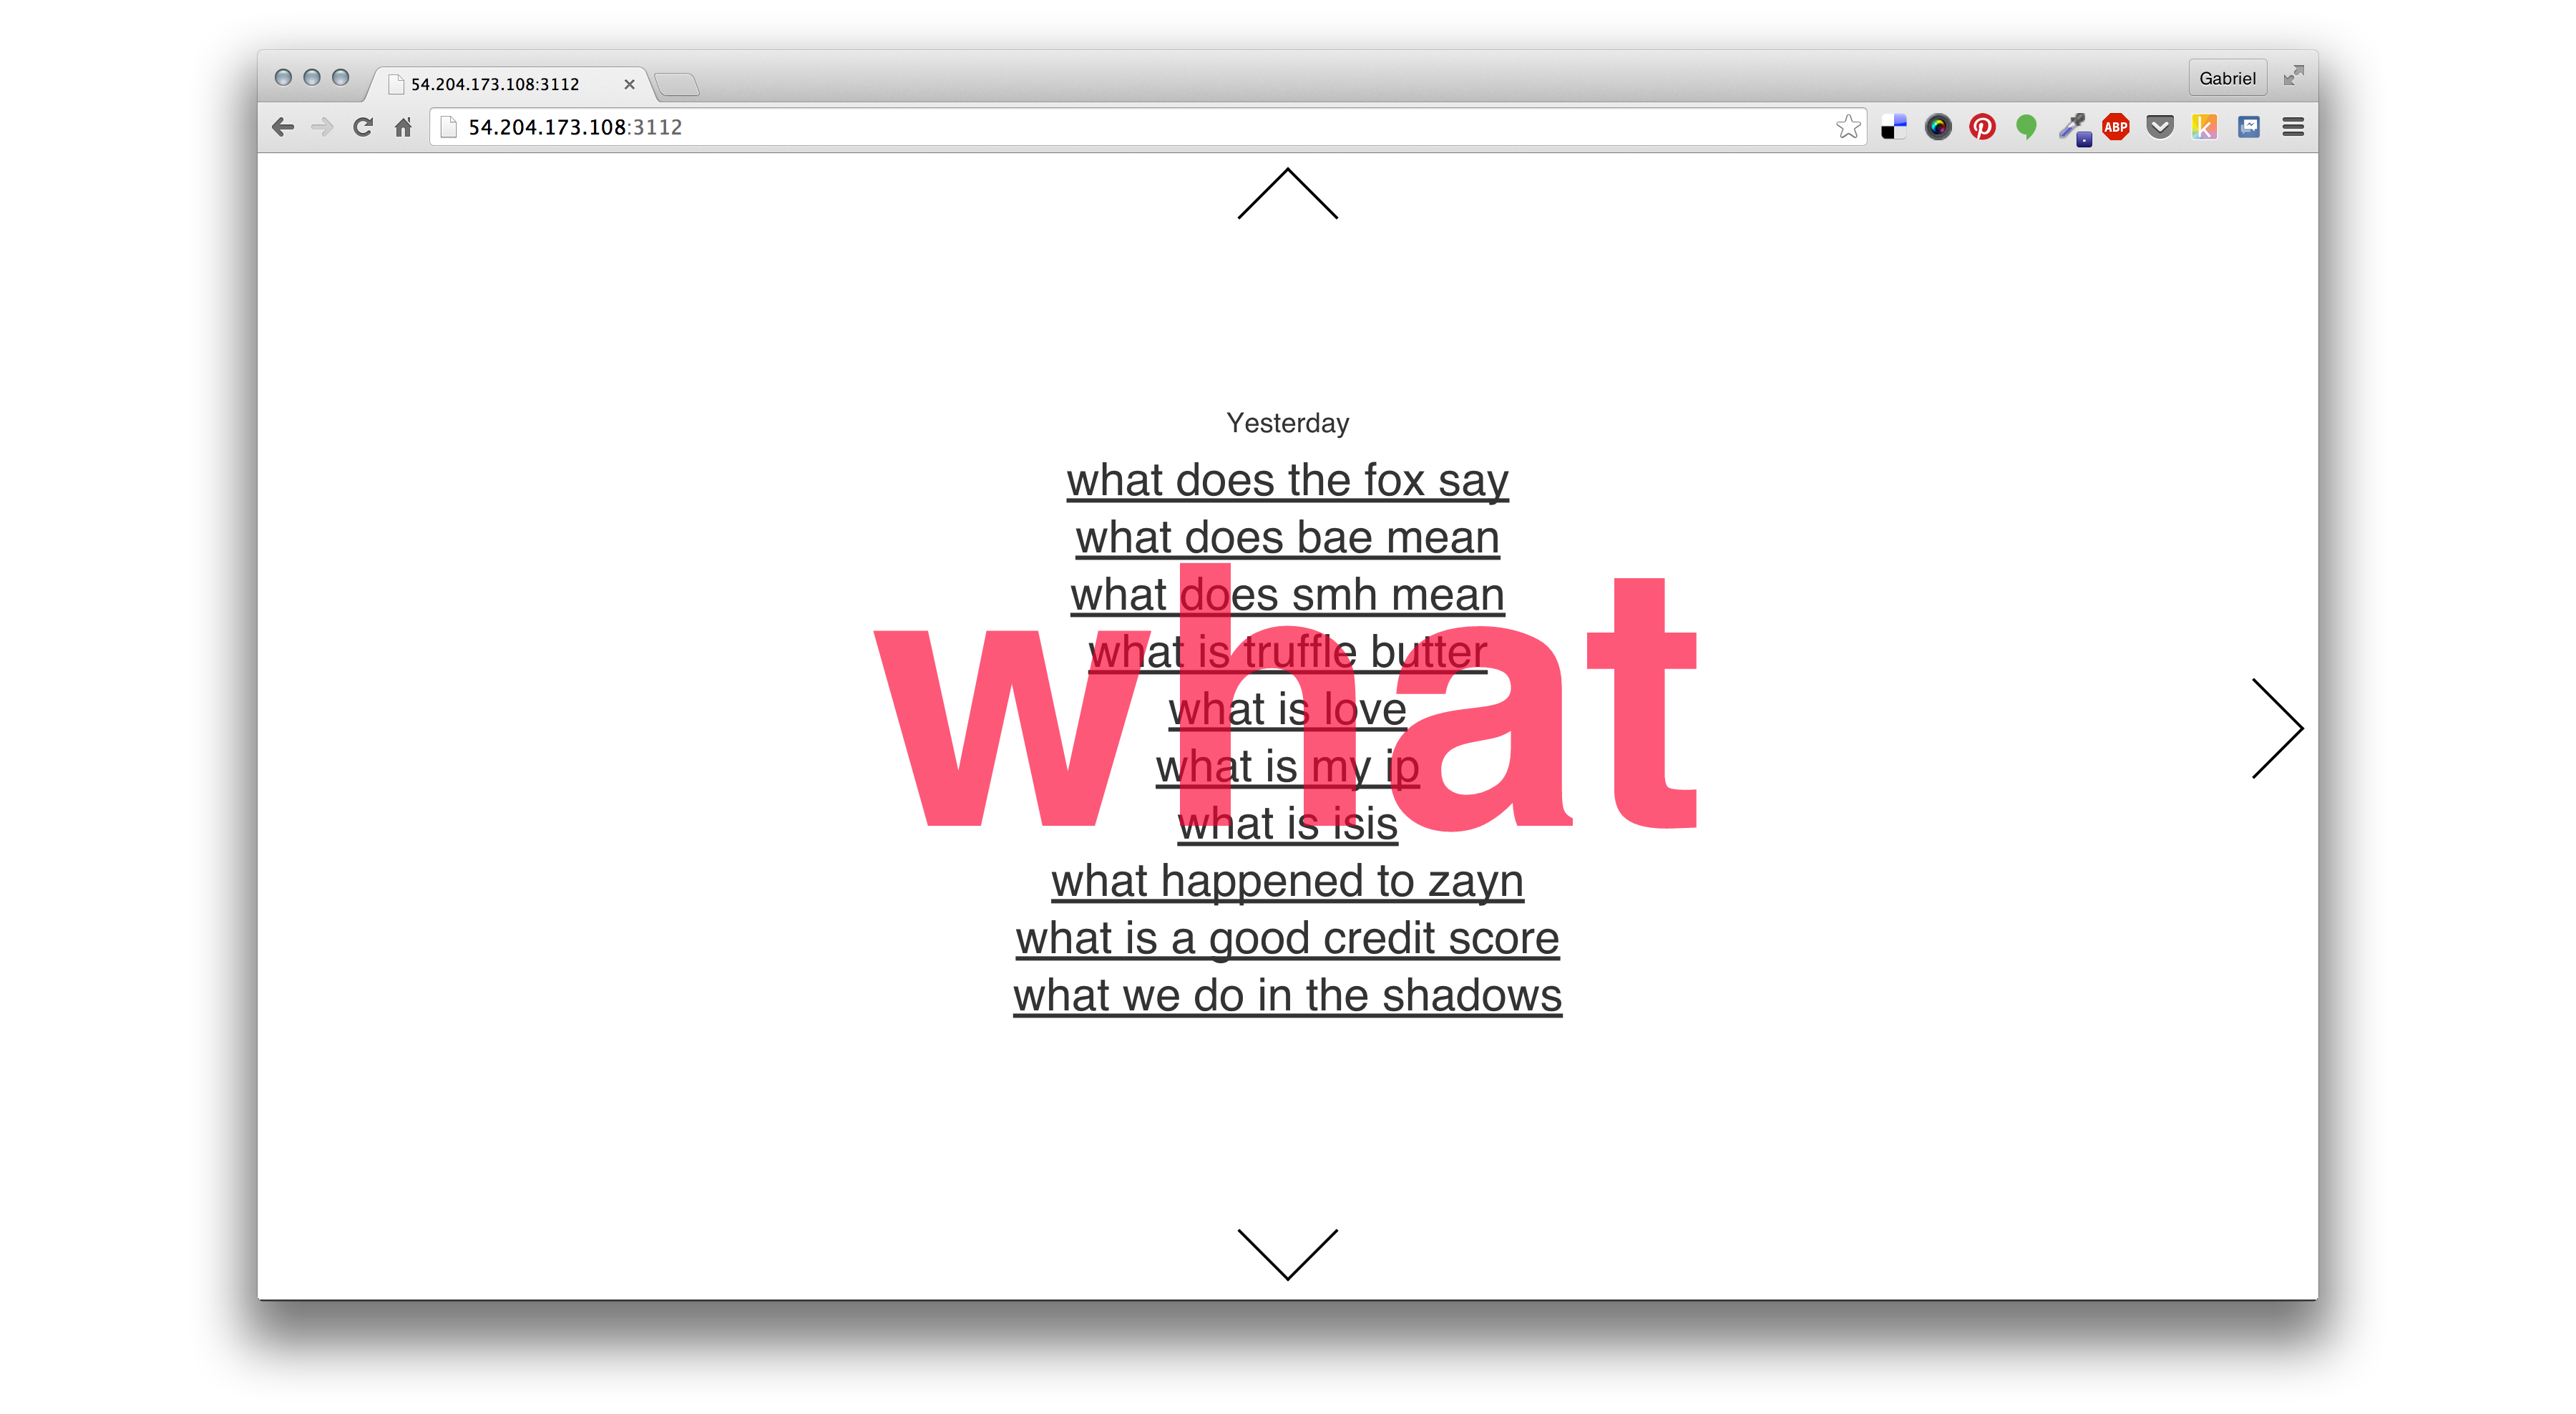 54.204.173.108:3112
Gabriel
54.204.173.108:3112
ABP
k
Yesterday
what does the fox say
what does bae mean
what does smh mean
what is truffle butter
what is love
what is my ip
what is isis
what happened to zayn
what is a good credit score
what we do in the shadows
what